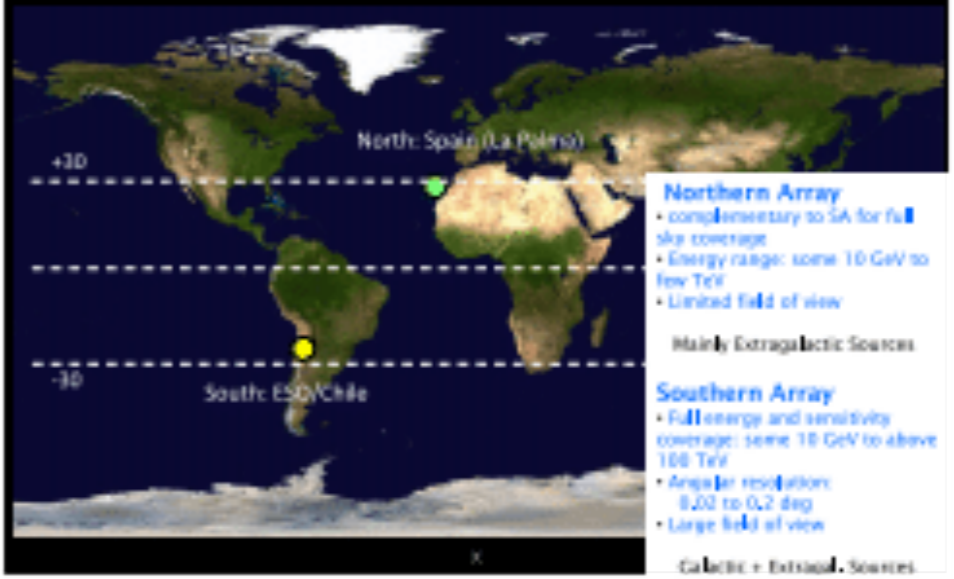 North: Spain (La Palma)
+30
-30
South: ESO/Chile
X
Northern Array
• complementary to SA for full
sky coverage
• Energy range: some 10 GeV to
few TeV
• Limited field of view
Mainly Extragalactic Sources
Southern Array
• Full energy and sensitivity
coverage: some 10 GeV to above
100 TeV
• Angular resolution:
0.02 to 0.2 deg
• Large field of view
Galactic + Extragal. Sources